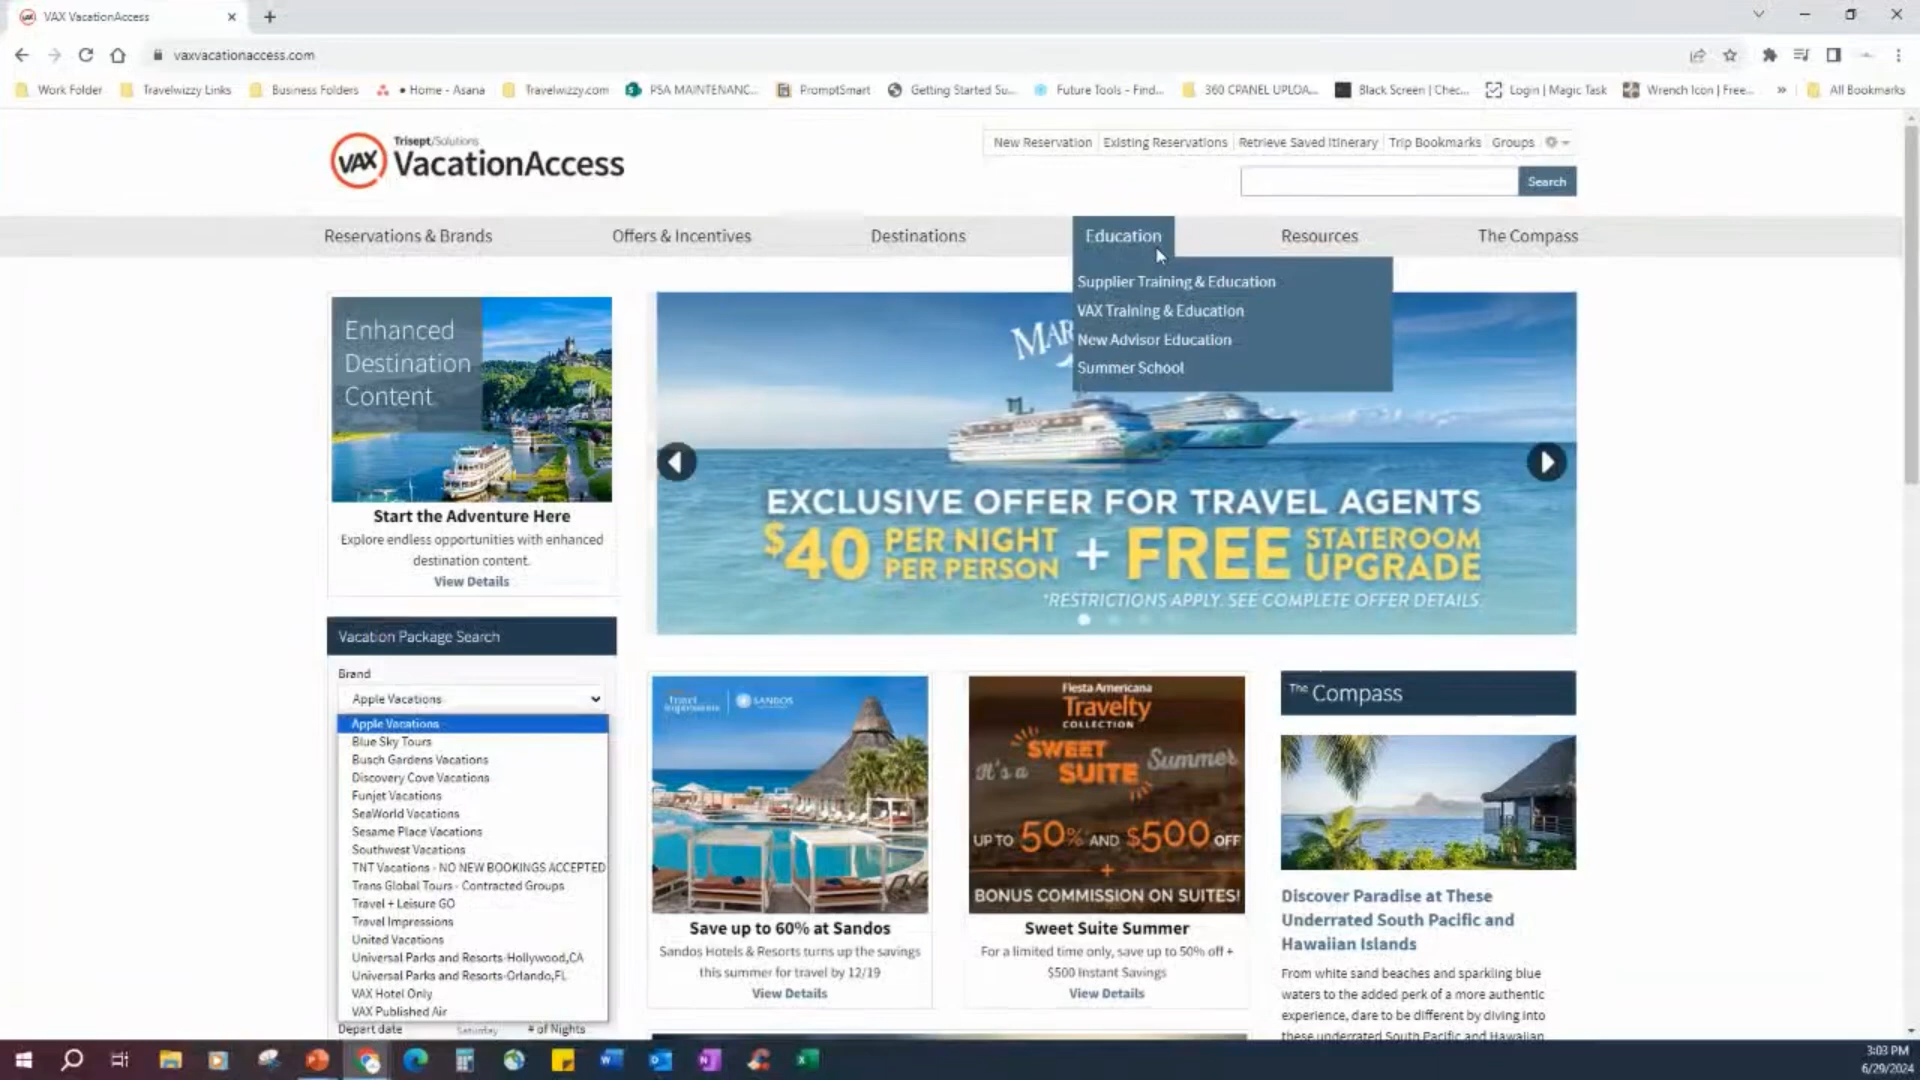 VAX VacationAccess
vaxvacationaccess.com
Work Folder
Travelwizzy Links
Business Folders
• Home - Asana
Travelwizzy.com
PSA MAINTENANC...
PromptSmart
Getting Started Su...
Future Tools - Find...
360 CPANEL UPLOA...
Black Screen | Chec...
Login | Magic Task
Wrench Icon | Free...
»
All Bookmarks
Trisept Solutions
VAX VacationAccess
New Reservation
Existing Reservations
Retrieve Saved Itinerary
Trip Bookmarks
Groups
Search
Reservations & Brands
Offers & Incentives
Destinations
Education
Resources
The Compass
Supplier Training & Education
VAX Training & Education
New Advisor Education
Summer School
Enhanced
Destination
Content
Start the Adventure Here
Explore endless opportunities with enhanced
destination content.
View Details
MAR
EXCLUSIVE OFFER FOR TRAVEL AGENTS
$40 PER NIGHT PER PERSON + FREE STATEROOM UPGRADE
*RESTRICTIONS APPLY. SEE COMPLETE OFFER DETAILS.
Vacation Package Search
Brand
Apple Vacations
Apple Vacations
Blue Sky Tours
Busch Gardens Vacations
Discovery Cove Vacations
Funjet Vacations
SeaWorld Vacations
Sesame Place Vacations
Southwest Vacations
TNT Vacations - NO NEW BOOKINGS ACCEPTED
Trans Global Tours - Contracted Groups
Travel + Leisure GO
Travel Impressions
United Vacations
Universal Parks and Resorts-Hollywood,CA
Universal Parks and Resorts-Orlando,FL
VAX Hotel Only
VAX Published Air
Depart date
Saturday
# of Nights
Travel Impressions
SANDOS
Save up to 60% at Sandos
Sandos Hotels & Resorts turns up the savings
this summer for travel by 12/19
View Details
Fiesta Americana
Travelty
COLLECTION
It's a SWEET SUITE Summer
UP TO 50% AND $500 OFF
+
BONUS COMMISSION ON SUITES!
Sweet Suite Summer
For a limited time only, save up to 50% off +
$500 Instant Savings
View Details
The Compass
Discover Paradise at These
Underrated South Pacific and
Hawaiian Islands
From white sand beaches and sparkling blue
waters to the added perk of a more authentic
experience, dare to be different by diving into
these underrated South Pacific and Hawaiian
3:03 PM
6/29/2024